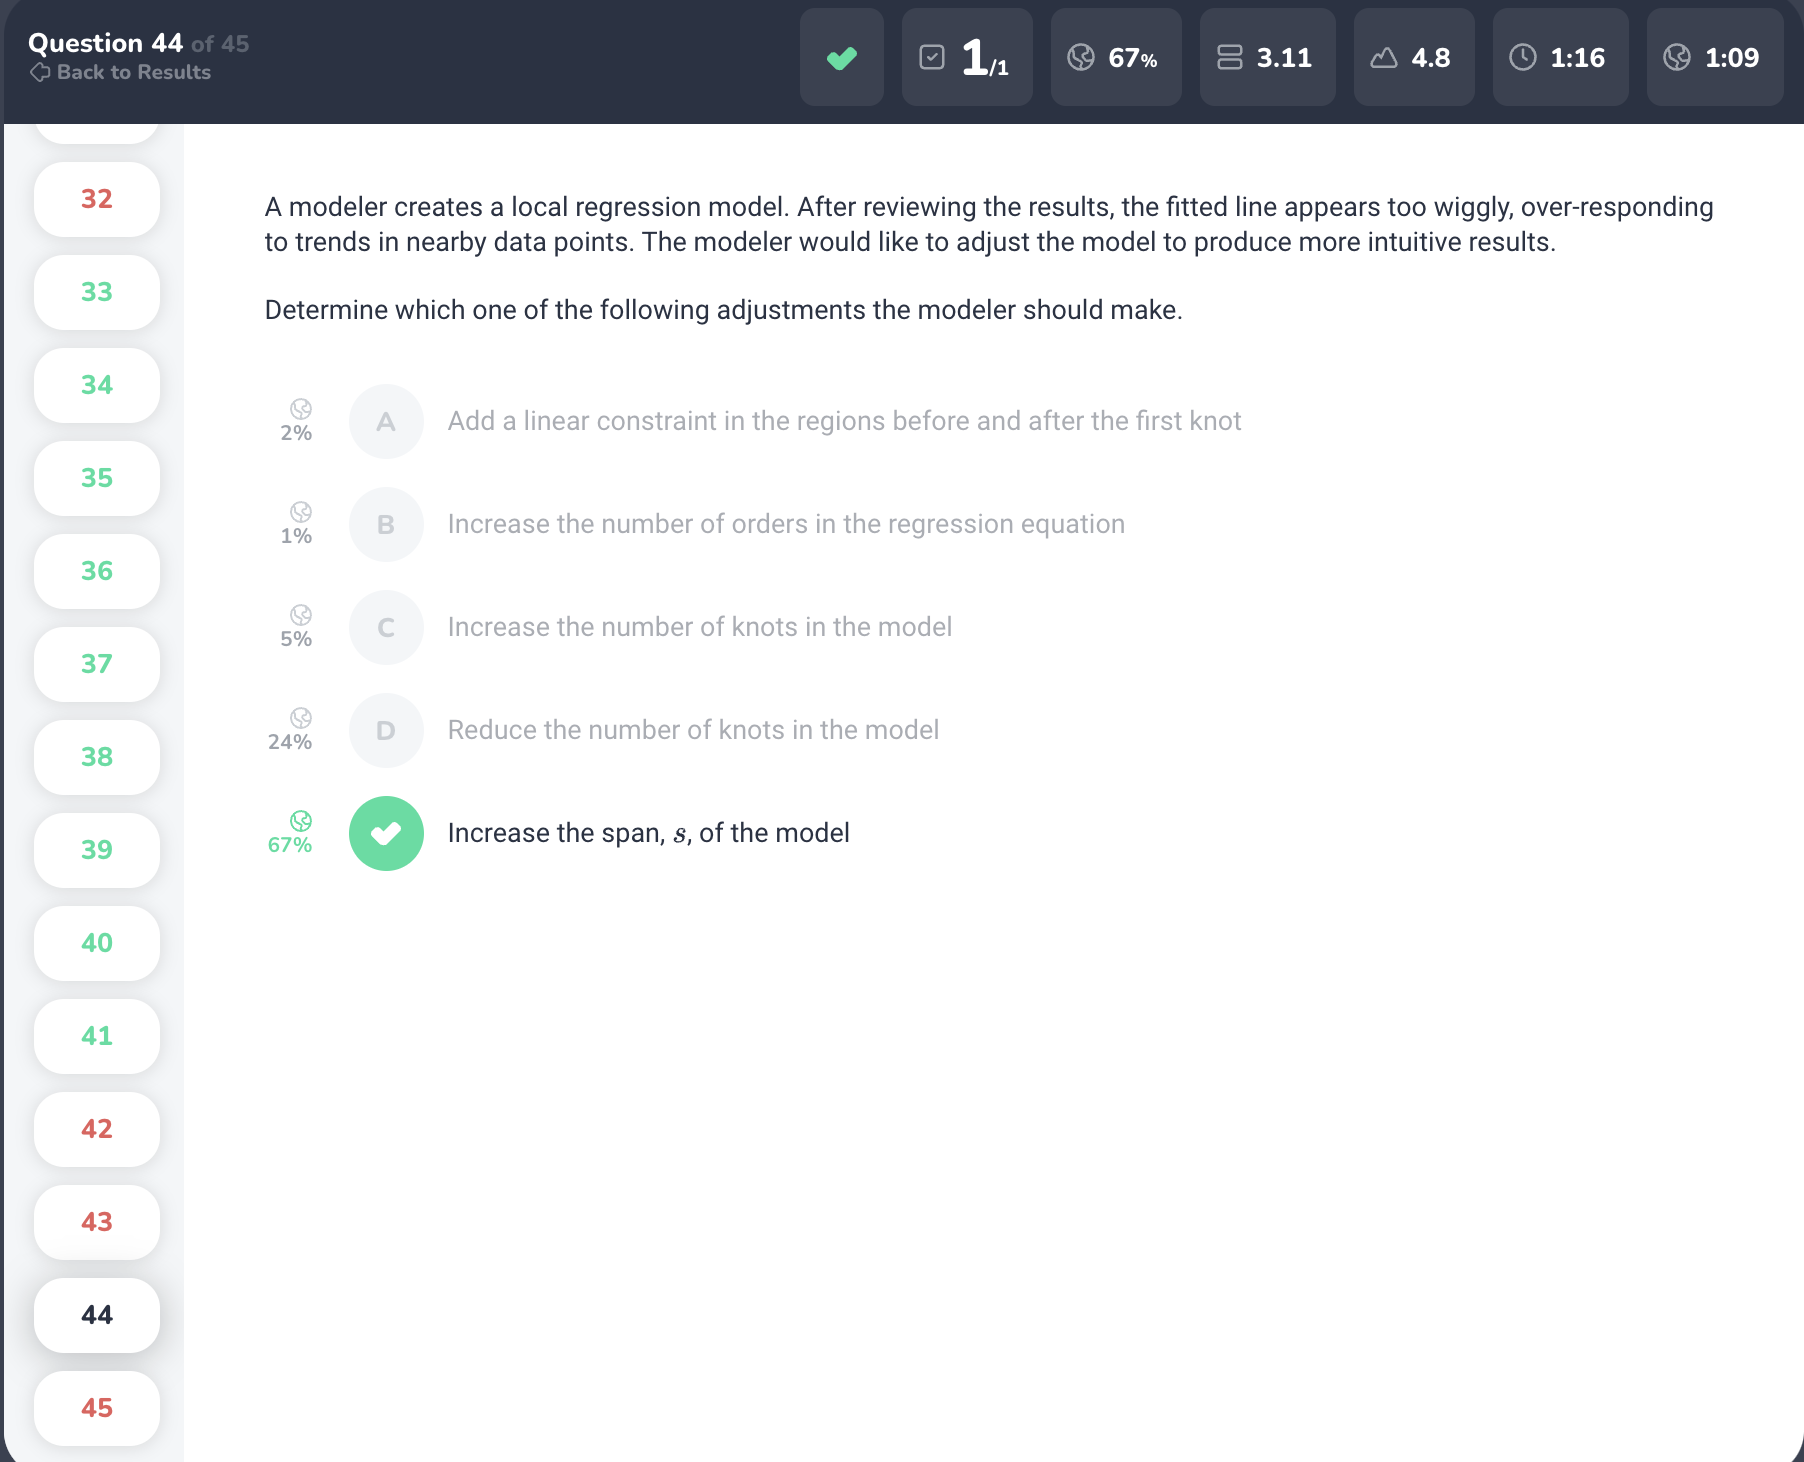 Question 44 of 45
Back to Results
1/1
67%
3.11
4.8
1:16
1:09
32
33
34
35
36
37
38
39
40
41
42
43
44
45
A modeler creates a local regression model. After reviewing the results, the fitted line appears too wiggly, over-responding
to trends in nearby data points. The modeler would like to adjust the model to produce more intuitive results.
Determine which one of the following adjustments the modeler should make.
2% A Add a linear constraint in the regions before and after the first knot
1% B Increase the number of orders in the regression equation
5% C Increase the number of knots in the model
24% D Reduce the number of knots in the model
67% Increase the span, s, of the model